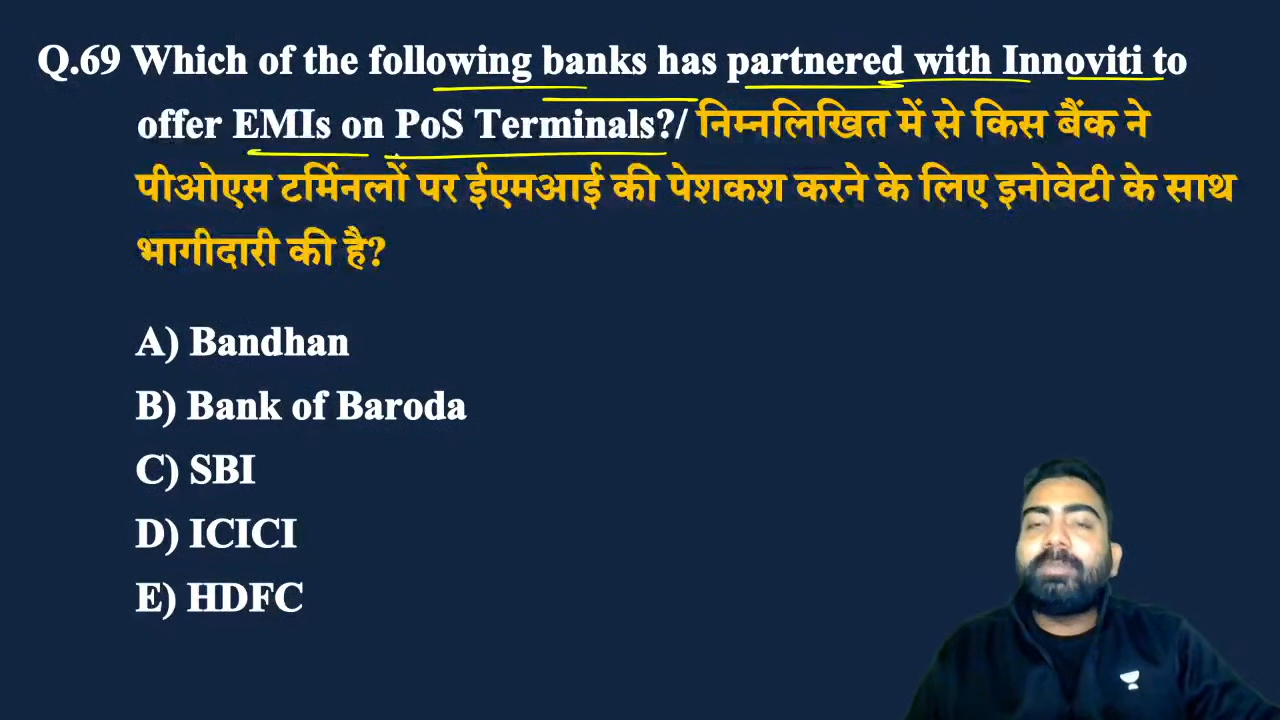 Q.69 Which of the following banks has partnered with Innoviti to
offer EMIs on PoS Terminals?/ निम्नलिखित में से किस बैंक ने
पीओएस टर्मिनलों पर ईएमआई की पेशकश करने के लिए इनोवेटी के साथ
भागीदारी की है?
A) Bandhan
B) Bank of Baroda
C) SBI
D) ICICI
E) HDFC